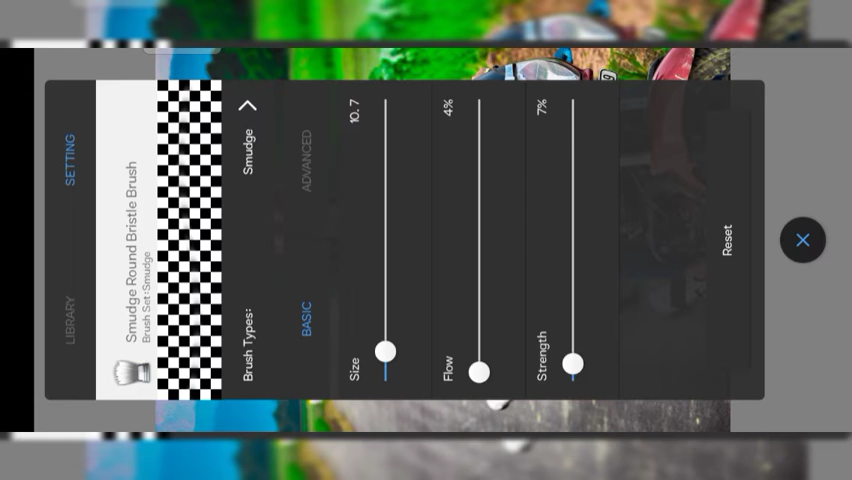 LIBRARY SETTING
Smudge Round Bristle Brush
Brush Set:Smudge
Brush Types: Smudge
BASIC ADVANCED
Size 10.7
Flow 4%
Strength 7%
Reset